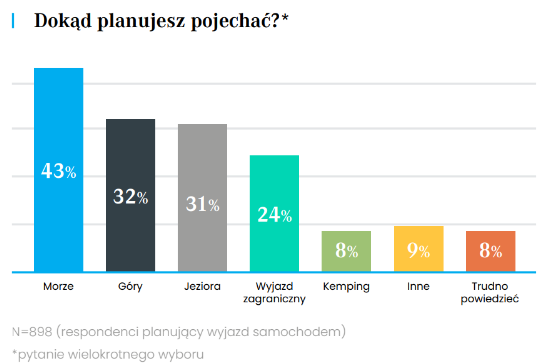 Dokąd planujesz pojechać?*
43%
32%
31%
24%
8%
9%
8%
Morze
Góry
Jeziora
Wyjazd
zagraniczny
Kemping
Inne
Trudno
powiedzieć
N=898 (respondenci planujący wyjazd samochodem)
*pytanie wielokrotnego wyboru